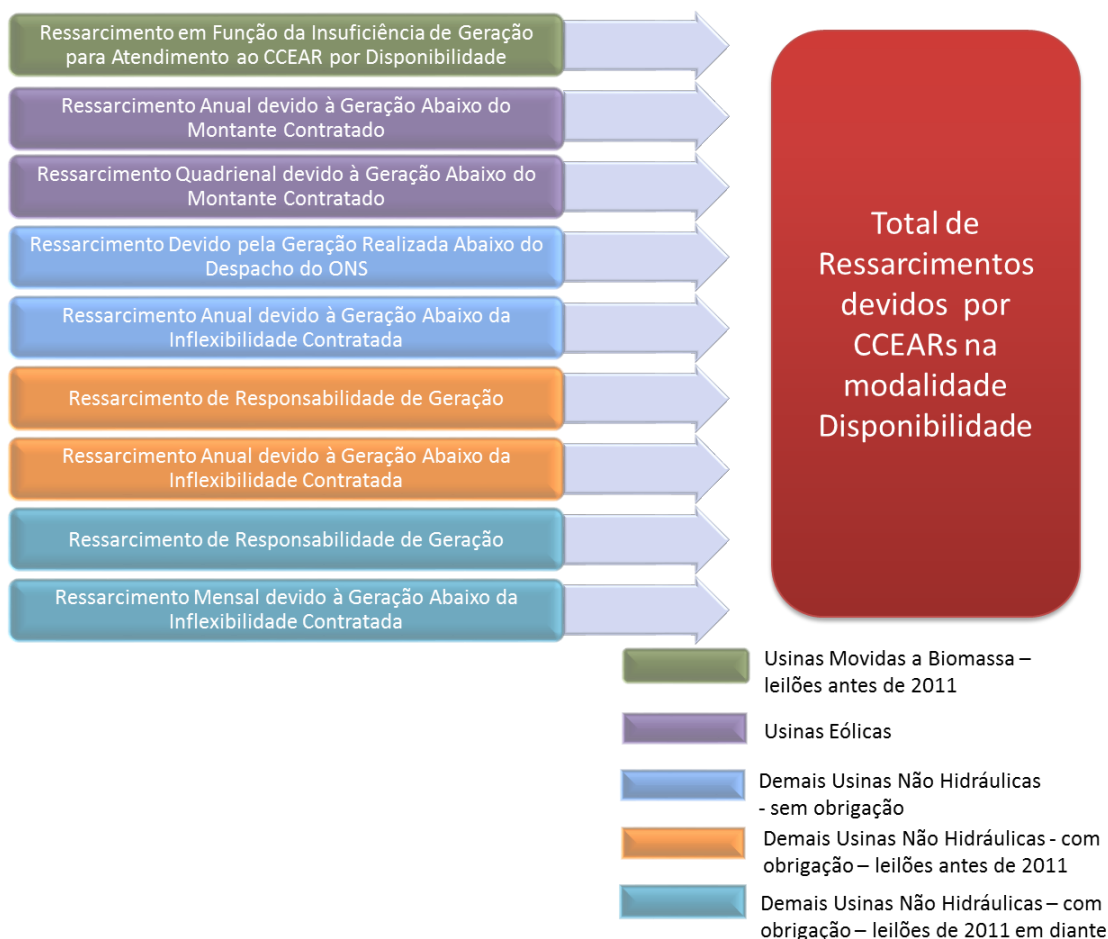 Ressarcimento em Função da Insuficiência de Geração
para Atendimento ao CCEAR por Disponibilidade
Ressarcimento Anual devido à Geração Abaixo do
Montante Contratado
Ressarcimento Quadrienal devido à Geração Abaixo do
Montante Contratado
Ressarcimento Devido pela Geração Realizada Abaixo do
Despacho do ONS
Ressarcimento Anual devido à Geração Abaixo da
Inflexibilidade Contratada
Ressarcimento de Responsabilidade de Geração
Ressarcimento Anual devido à Geração Abaixo da
Inflexibilidade Contratada
Ressarcimento de Responsabilidade de Geração
Ressarcimento Mensal devido à Geração Abaixo da
Inflexibilidade Contratada
Total de
Ressarcimentos
devidos por
CCEARs na
modalidade
Disponibilidade
Usinas Movidas a Biomassa –
leilões antes de 2011
Usinas Eólicas
Demais Usinas Não Hidráulicas
- sem obrigação
Demais Usinas Não Hidráulicas - com
obrigação – leilões antes de 2011
Demais Usinas Não Hidráulicas – com
obrigação – leilões de 2011 em diante